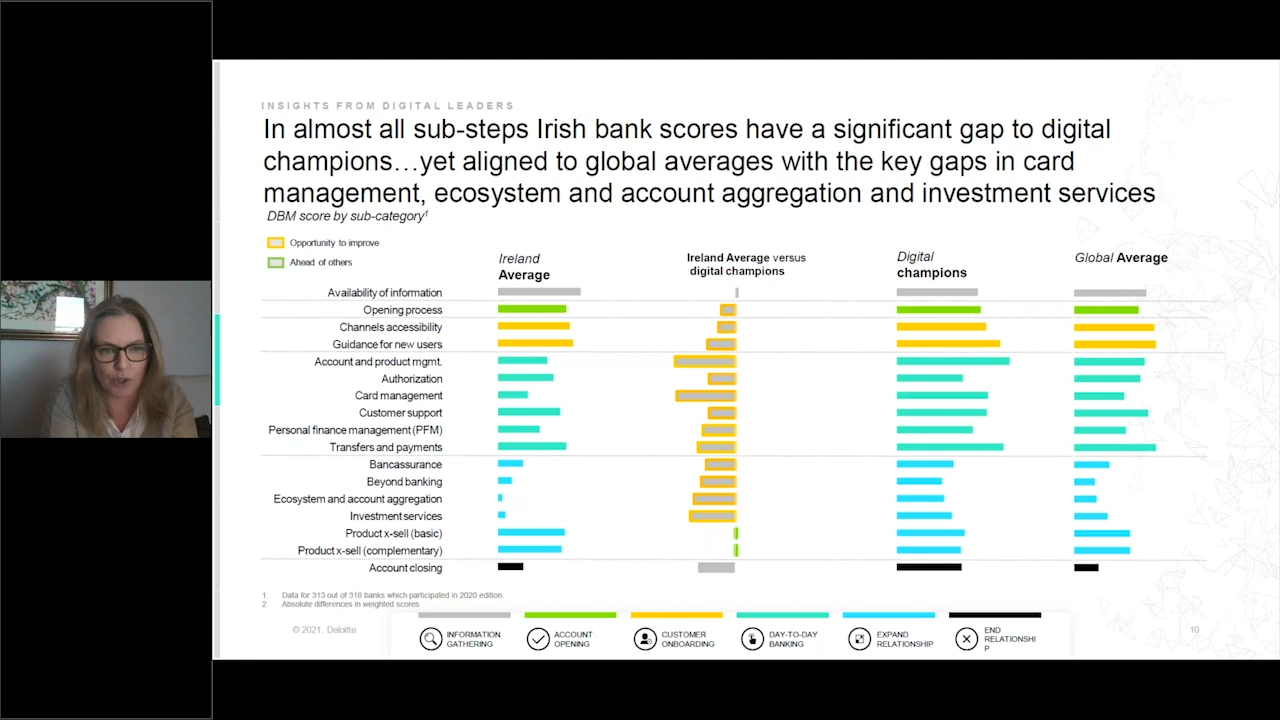 INSIGHTS FROM DIGITAL LEADERS
In almost all sub-steps Irish bank scores have a significant gap to digital
champions…yet aligned to global averages with the key gaps in card
management, ecosystem and account aggregation and investment services
DBM score by sub-category1
Opportunity to improve
Ahead of others
Ireland
Average
Ireland Average versus
digital champions
Digital
champions
Global Average
Availability of information
Opening process
Channels accessibility
Guidance for new users
Account and product mgmt.
Authorization
Card management
Customer support
Personal finance management (PFM)
Transfers and payments
Bancassurance
Beyond banking
Ecosystem and account aggregation
Investment services
Product x-sell (basic)
Product x-sell (complementary)
Account closing
1. Data for 313 out of 318 banks which participated in 2020 edition.
2. Absolute differences in weighted scores
© 2021. Deloitte
INFORMATION
GATHERING
ACCOUNT
OPENING
CUSTOMER
ONBOARDING
DAY-TO-DAY
BANKING
EXPAND
RELATIONSHIP
END
RELATIONSHI
P
10